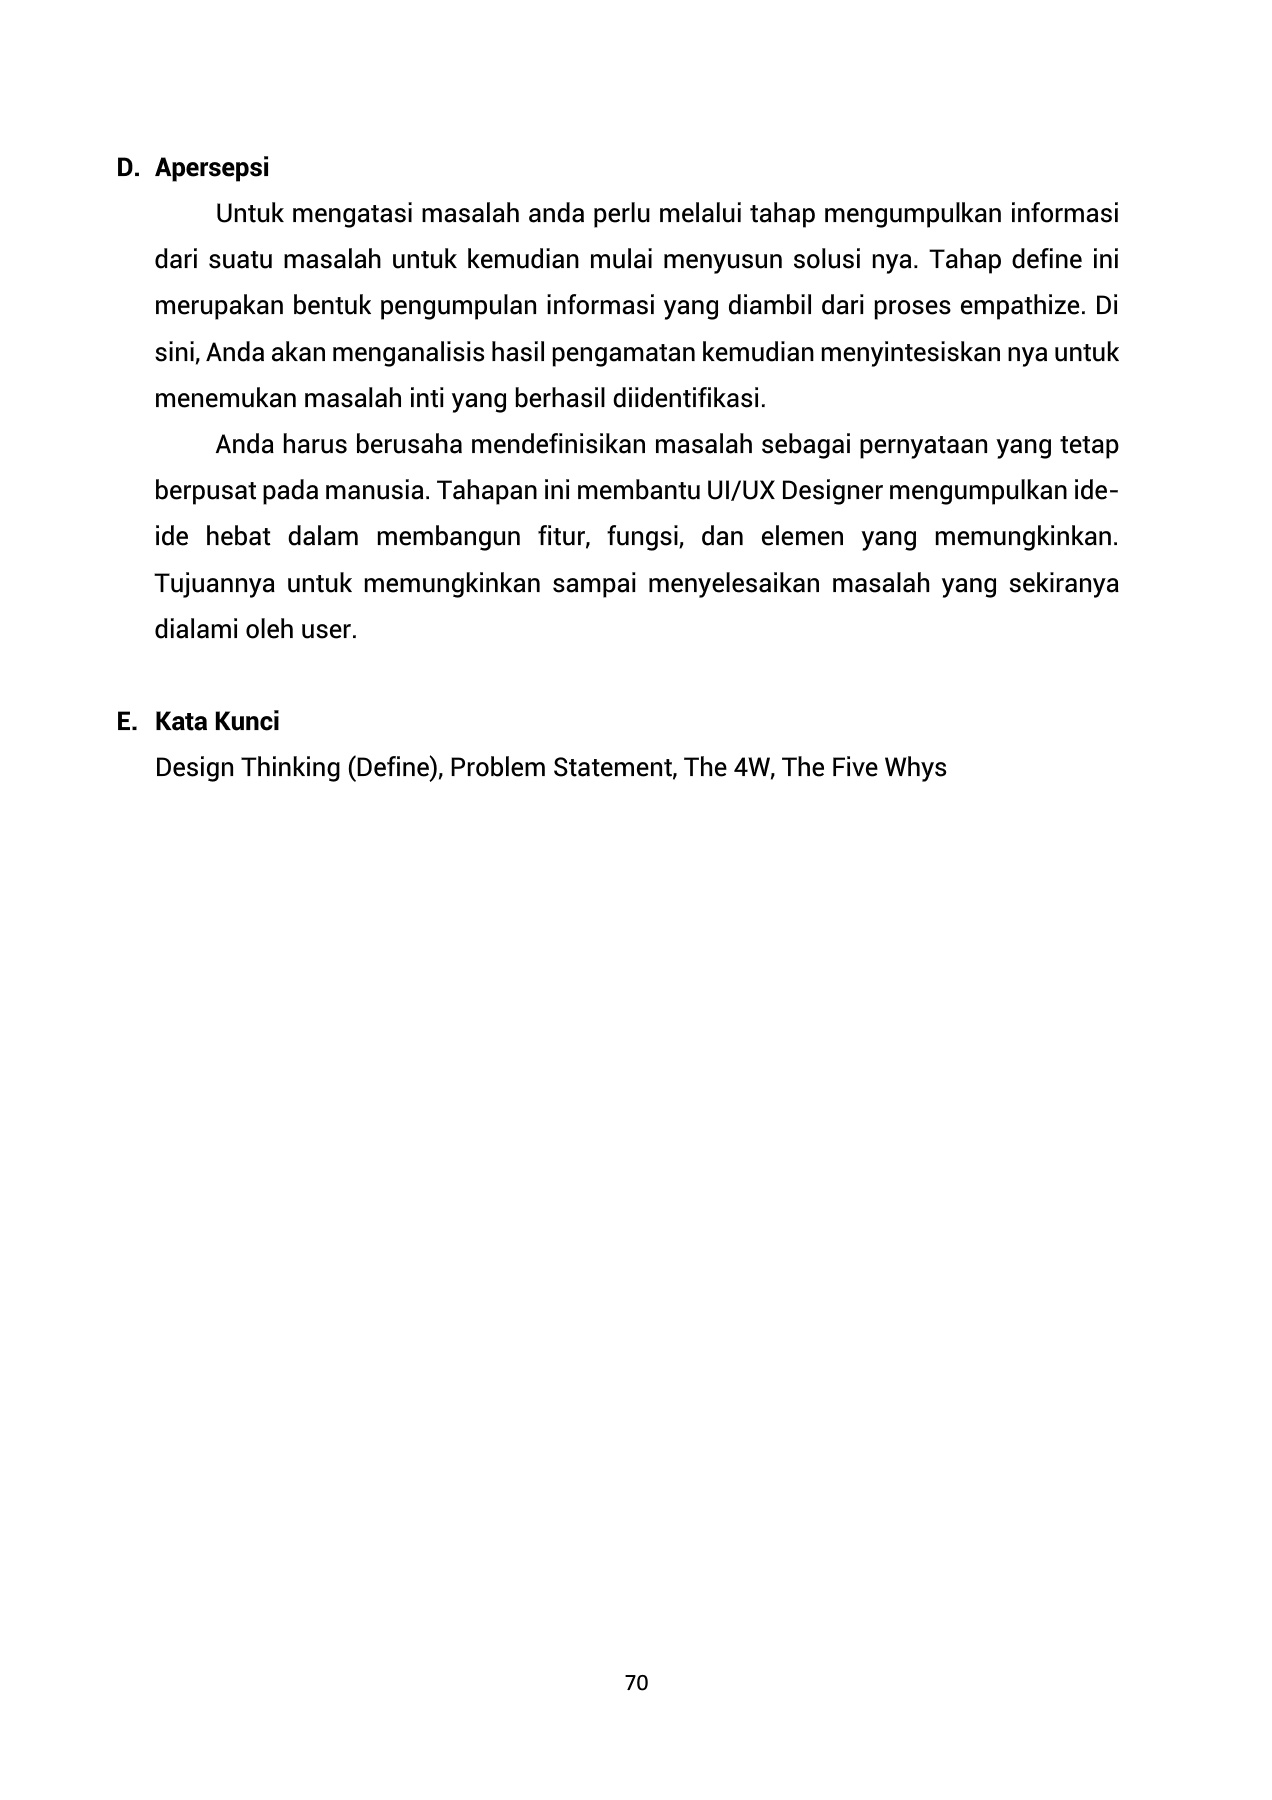 D. Apersepsi
Untuk mengatasi masalah anda perlu melalui tahap mengumpulkan informasi
dari suatu masalah untuk kemudian mulai menyusun solusi nya. Tahap define ini
merupakan bentuk pengumpulan informasi yang diambil dari proses empathize. Di
sini, Anda akan menganalisis hasil pengamatan kemudian menyintesiskan nya untuk
menemukan masalah inti yang berhasil diidentifikasi.
Anda harus berusaha mendefinisikan masalah sebagai pernyataan yang tetap
berpusat pada manusia. Tahapan ini membantu UI/UX Designer mengumpulkan ide-
ide hebat dalam membangun fitur, fungsi, dan elemen yang memungkinkan.
Tujuannya untuk memungkinkan sampai menyelesaikan masalah yang sekiranya
dialami oleh user.
E. Kata Kunci
Design Thinking (Define), Problem Statement, The 4W, The Five Whys
70